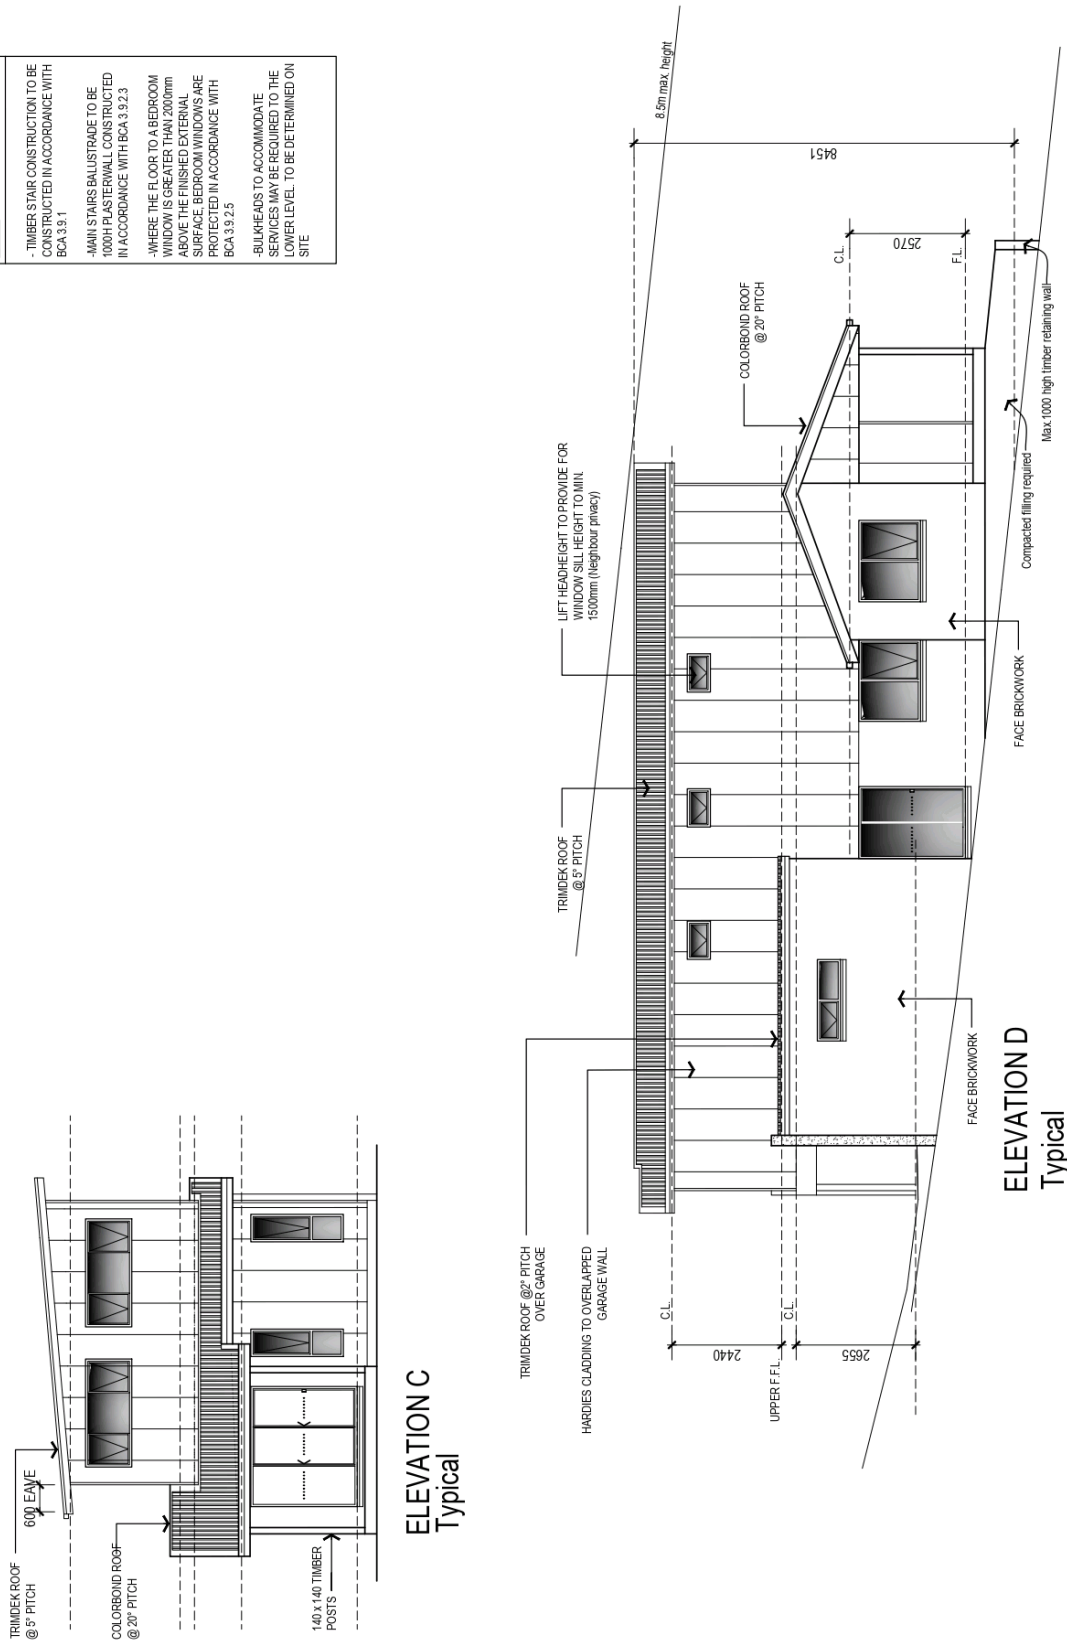 - TIMBER STAIR CONSTRUCTION TO BE
CONSTRUCTED IN ACCORDANCE WITH
BCA 3.9.1
-MAIN STAIRS BALUSTRADE TO BE
1000H PLASTERWALL CONSTRUCTED
IN ACCORDANCE WITH BCA 3.9.2.3
-WHERE THE FLOOR TO A BEDROOM
WINDOW IS GREATER THAN 2000mm
ABOVE THE FINISHED EXTERNAL
SURFACE, BEDROOM WINDOWS ARE
PROTECTED IN ACCORDANCE WITH
BCA 3.9.2.5
-BULKHEADS TO ACCOMMODATE
SERVICES MAY BE REQUIRED TO THE
LOWER LEVEL. TO BE DETERMINED ON
SITE
TRIMDEK ROOF
@ 5° PITCH
600 EAVE
COLORBOND ROOF
@ 20° PITCH
140 x 140 TIMBER
POSTS
ELEVATION C
Typical
TRIMDEK ROOF @2° PITCH
OVER GARAGE
HARDIES CLADDING TO OVERLAPPED
GARAGE WALL
TRIMDEK ROOF
@ 5° PITCH
LIFT HEADHEIGHT TO PROVIDE FOR
WINDOW SILL HEIGHT TO MIN.
1500mm (Neighbour privacy)
COLORBOND ROOF
@ 20° PITCH
8.5m max. height
8451
C.L.
2570
F.L.
C.L.
2440
UPPER F.F.L.
C.L.
2655
FACE BRICKWORK
FACE BRICKWORK
Compacted filling required
Max.1000 high timber retaining wall
ELEVATION D
Typical